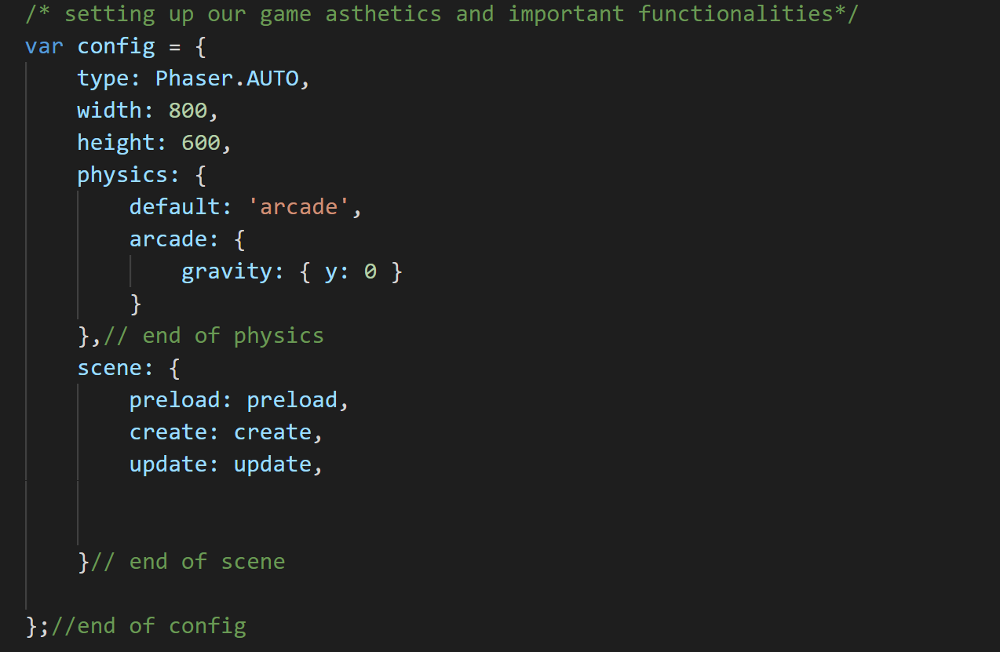 /* setting up our game asthetics and important functionalities*/
var config = {
    type: Phaser.AUTO,
    width: 800,
    height: 600,
    physics: {
        default: 'arcade',
        arcade: {
            gravity: { y: 0 }
        }
    },// end of physics
    scene: {
        preload: preload,
        create: create,
        update: update,
    }// end of scene
};//end of config